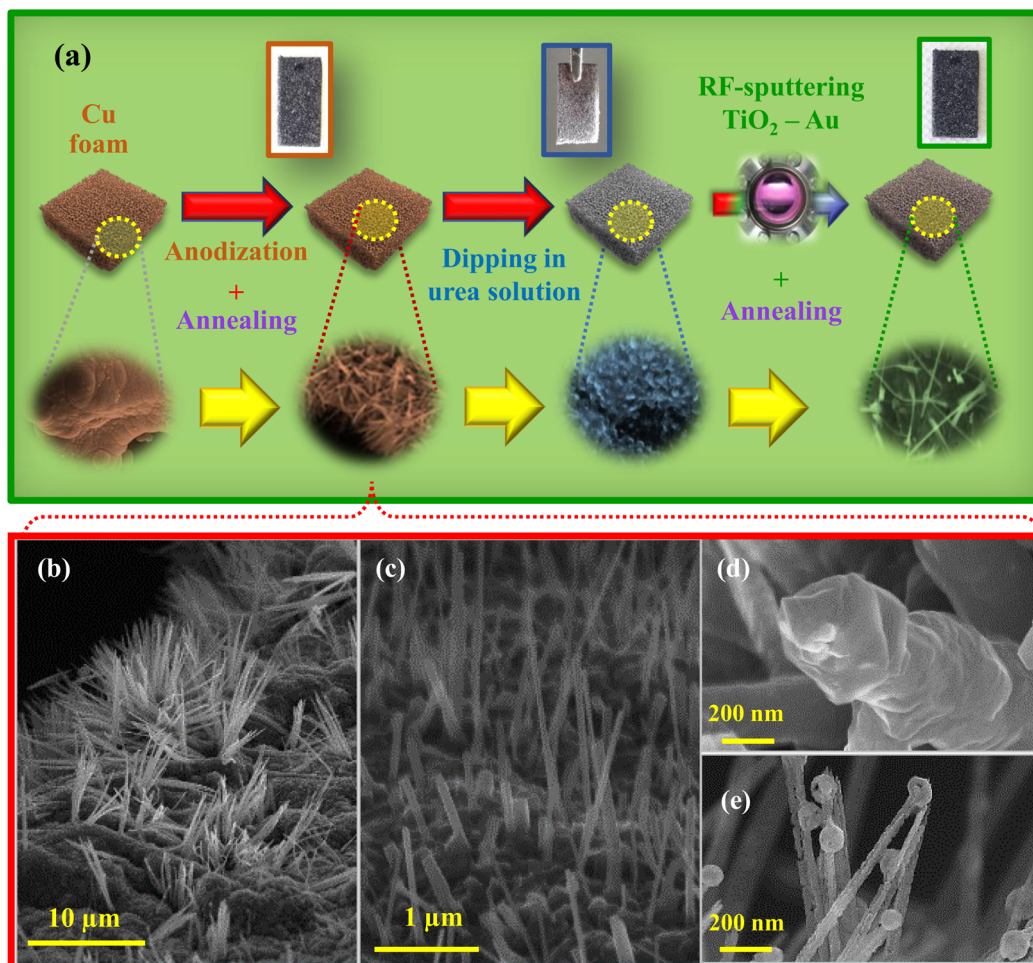 (a)
Cu
foam
RF-sputtering
TiO₂ – Au
Anodization
+
Annealing
Dipping in
urea solution
+
Annealing
(b)
(c)
(d)
(e)
10 µm
1 µm
200 nm
200 nm